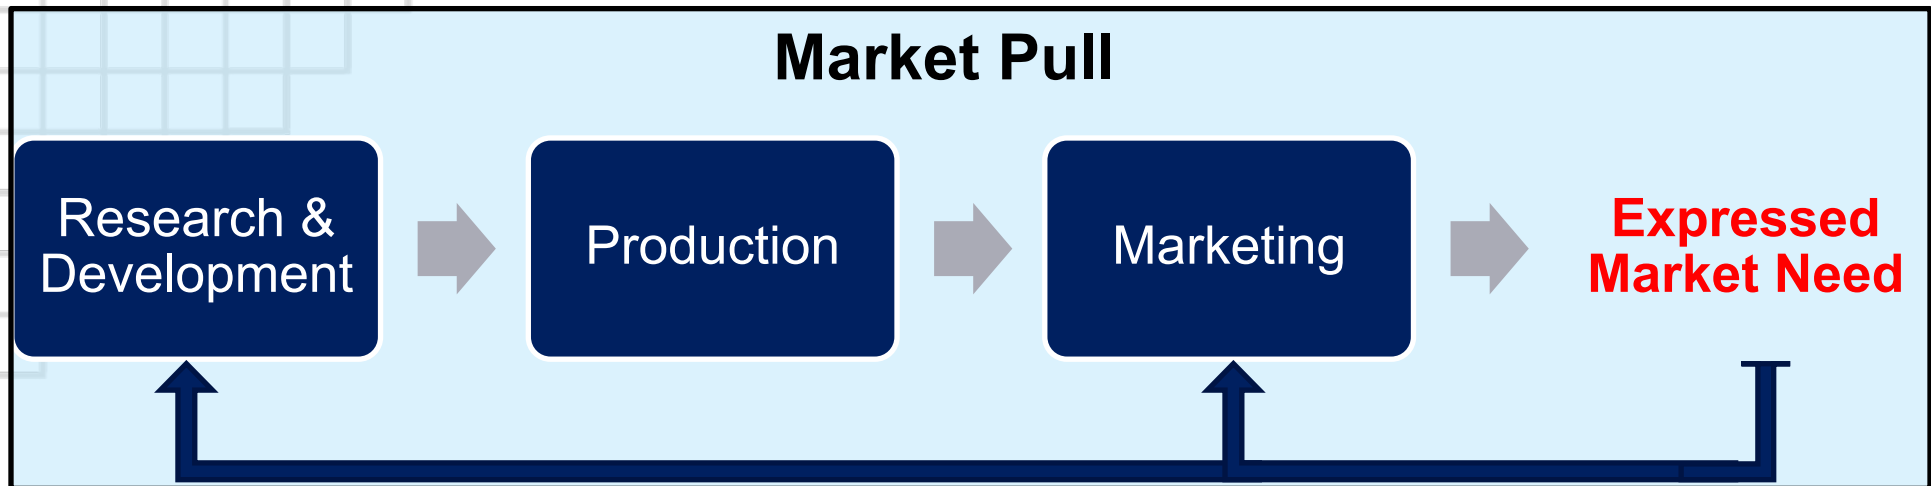 Market Pull
Research &
Development
Production
Marketing
Expressed
Market Need